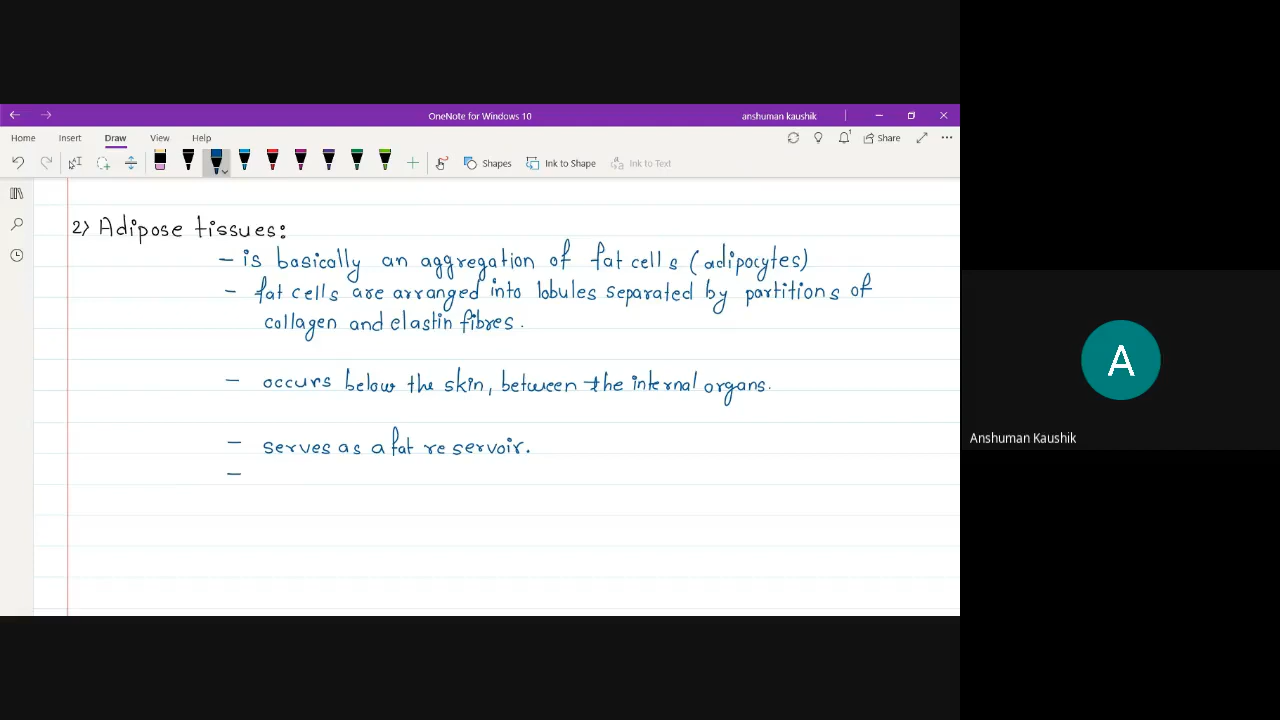 OneNote for Windows 10
anshuman kaushik
Home Insert Draw View Help
Share
Shapes Ink to Shape Ink to Text
2) Adipose tissues:
- is basically an aggregation of fat cells (adipocytes)
- fat cells are arranged into lobules separated by partitions of
collagen and elastin fibres.
- occurs below the skin, between the internal organs.
- serves as a fat reservoir.
-
A
Anshuman Kaushik